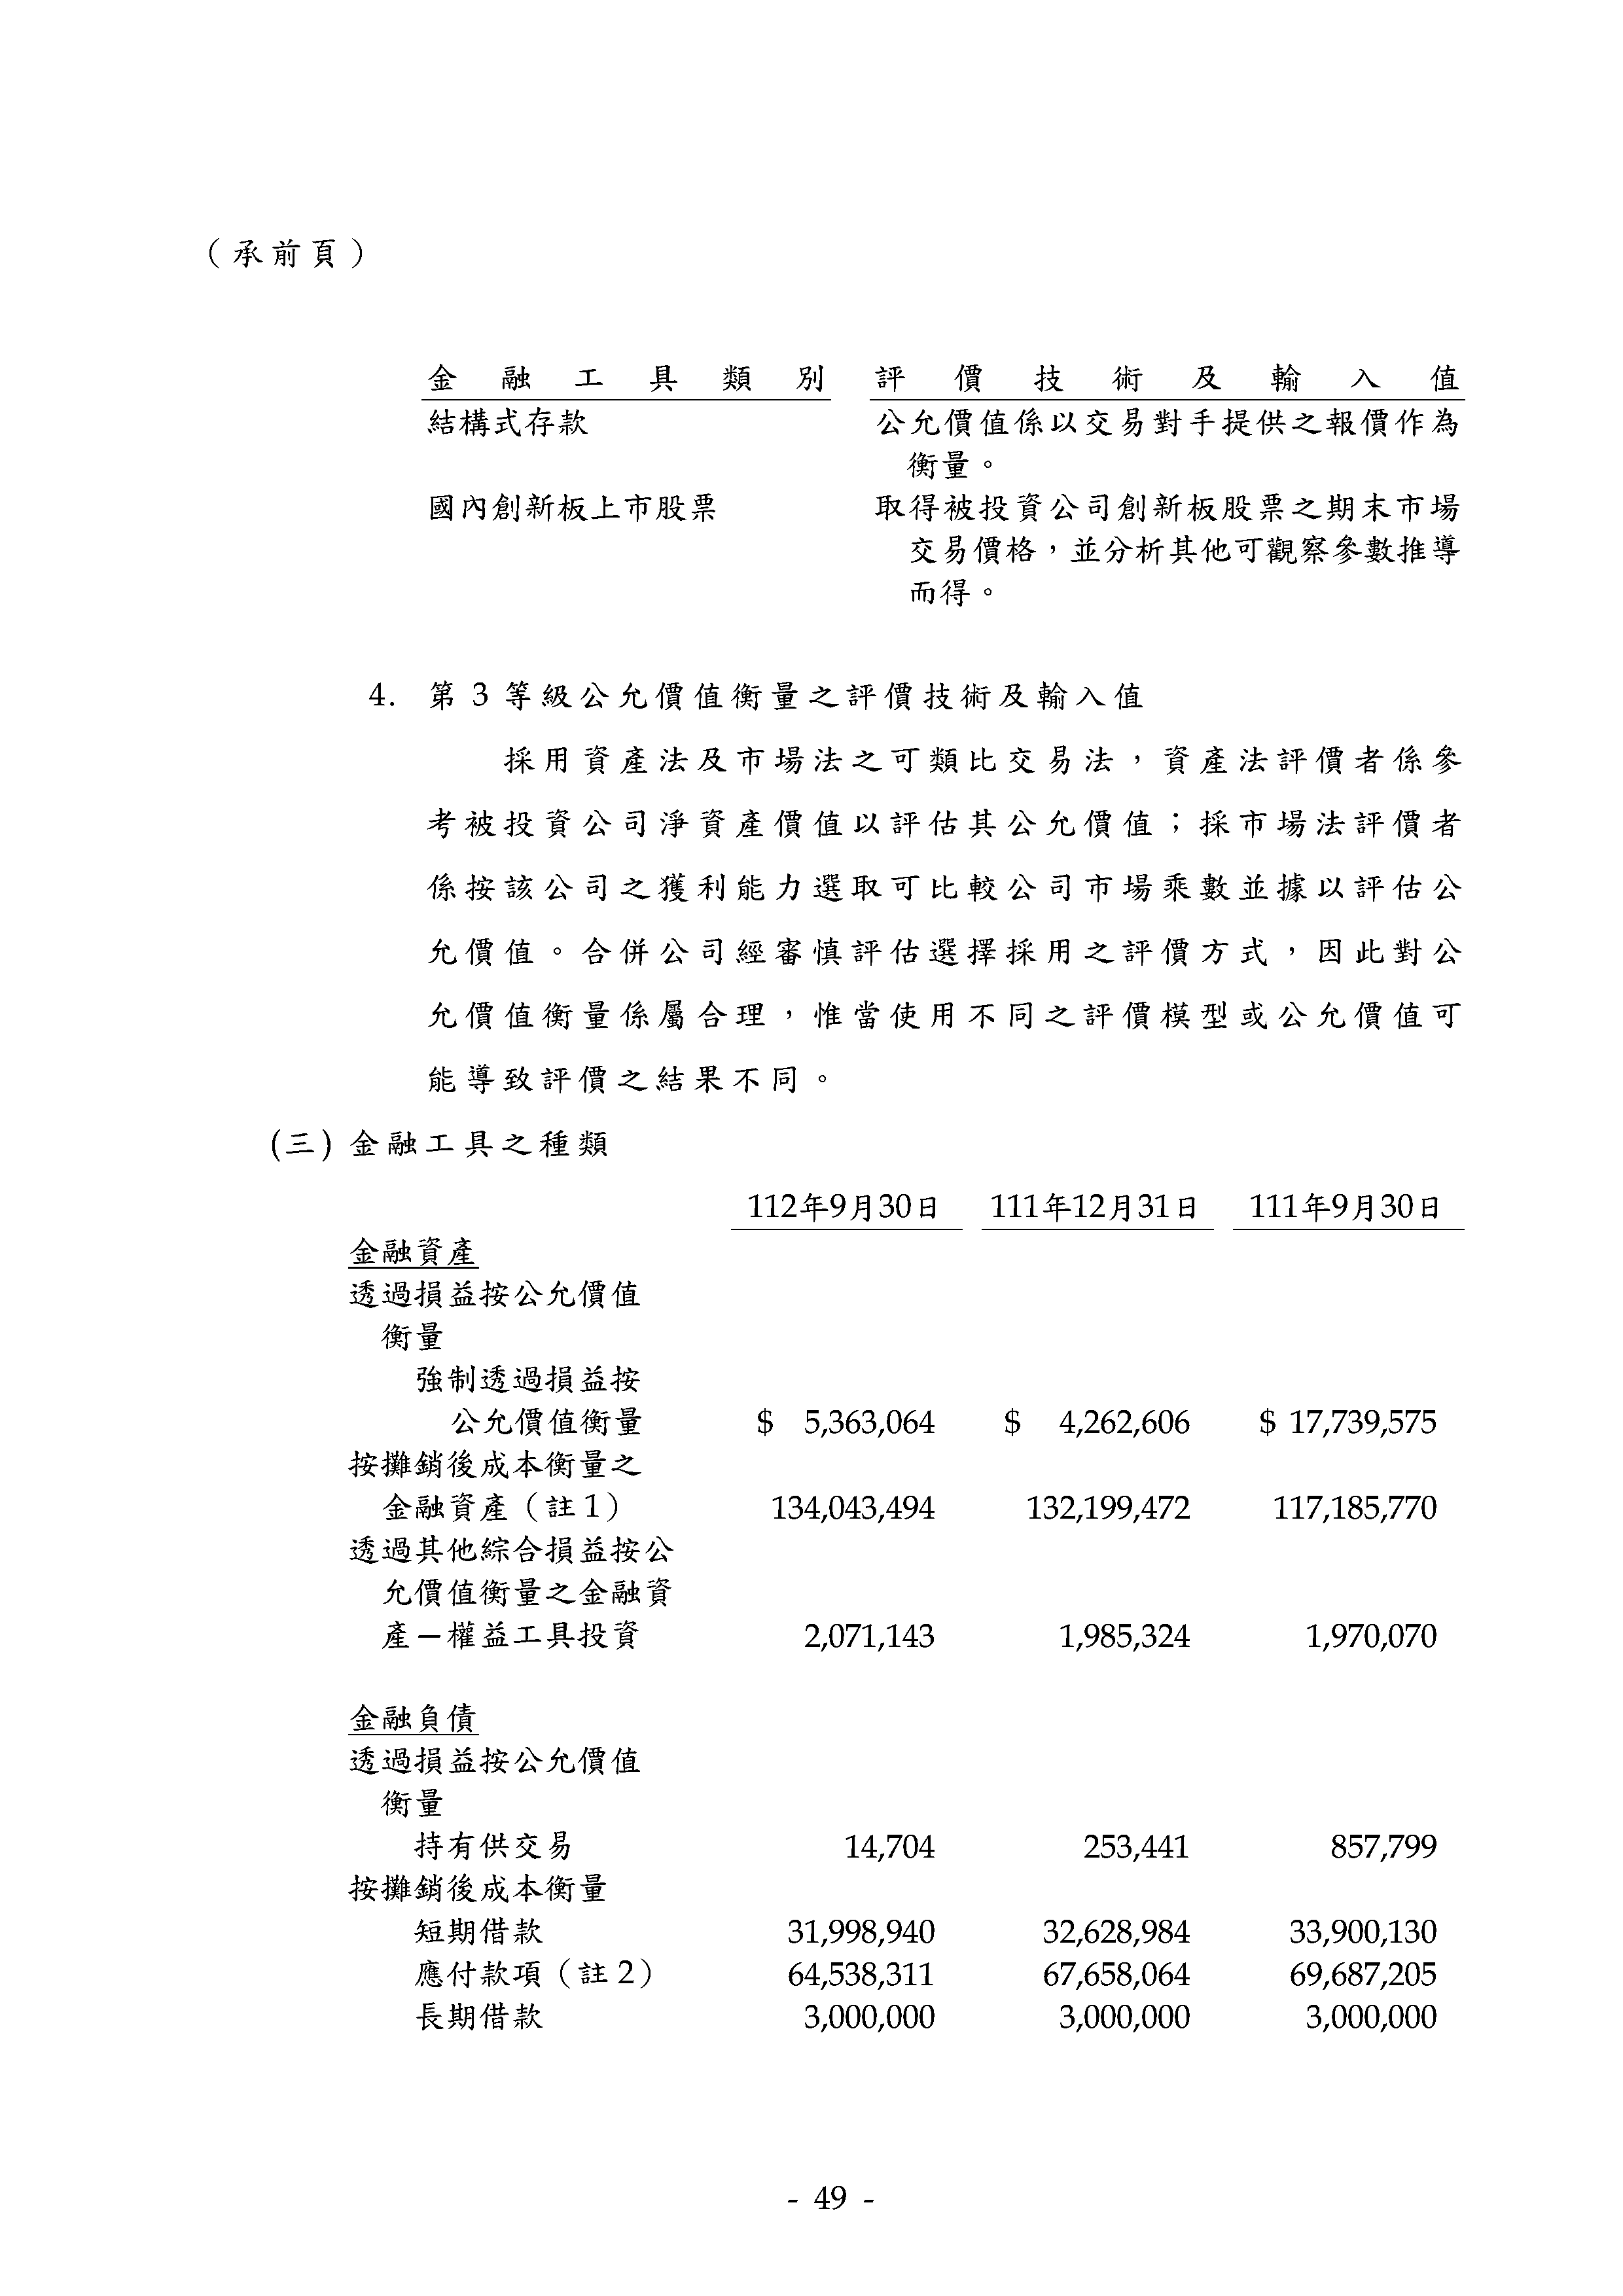 （承前頁）
金融工具類別 評價技術及輸入值
結構式存款 公允價值係以交易對手提供之報價作為
衡量。
國內創新板上市股票 取得被投資公司創新板股票之期末市場
交易價格，並分析其他可觀察參數推導
而得。
4. 第3等級公允價值衡量之評價技術及輸入值
採用資產法及市場法之可類比交易法，資產法評價者係參
考被投資公司淨資產價值以評估其公允價值；採市場法評價者
係按該公司之獲利能力選取可比較公司市場乘數並據以評估公
允價值。合併公司經審慎評估選擇採用之評價方式，因此對公
允價值衡量係屬合理，惟當使用不同之評價模型或公允價值可
能導致評價之結果不同。
(三) 金融工具之種類
112年9月30日 111年12月31日 111年9月30日
金融資產
透過損益按公允價值
衡量
強制透過損益按
公允價值衡量 $ 5,363,064 $ 4,262,606 $ 17,739,575
按攤銷後成本衡量之
金融資產（註1） 134,043,494 132,199,472 117,185,770
透過其他綜合損益按公
允價值衡量之金融資
產－權益工具投資 2,071,143 1,985,324 1,970,070
金融負債
透過損益按公允價值
衡量
持有供交易 14,704 253,441 857,799
按攤銷後成本衡量
短期借款 31,998,940 32,628,984 33,900,130
應付款項（註2） 64,538,311 67,658,064 69,687,205
長期借款 3,000,000 3,000,000 3,000,000
- 49 -